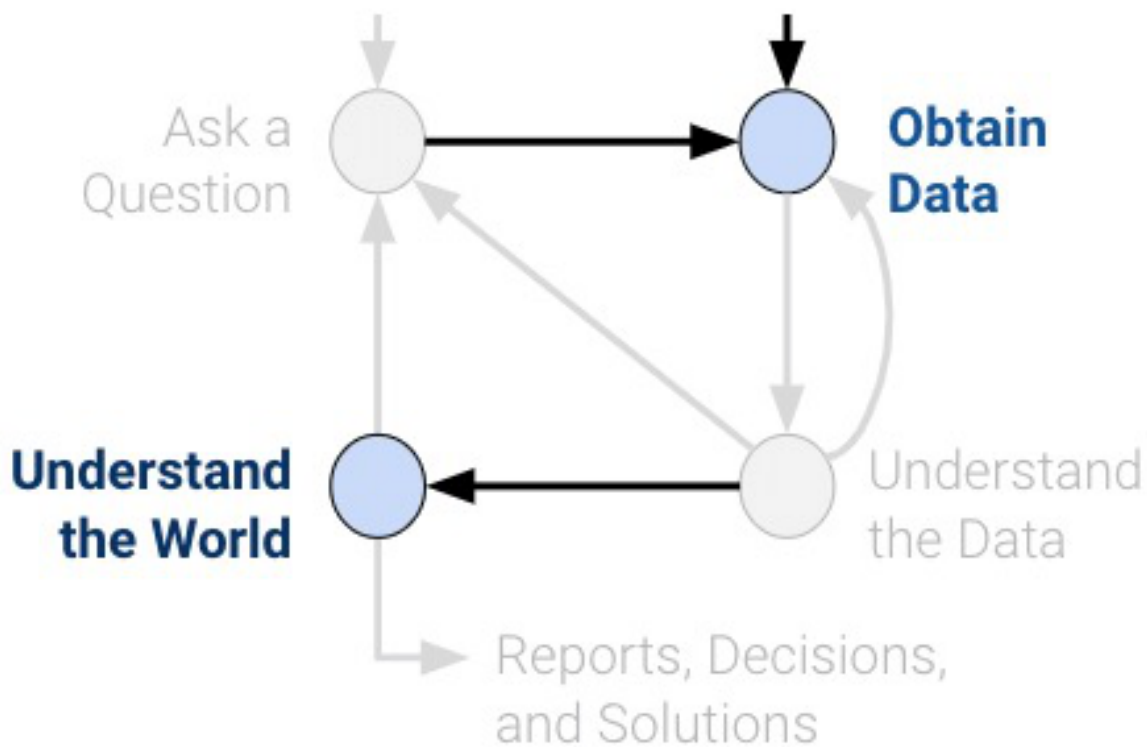 Ask a
Question
Obtain
Data
Understand
the World
Understand
the Data
Reports, Decisions,
and Solutions